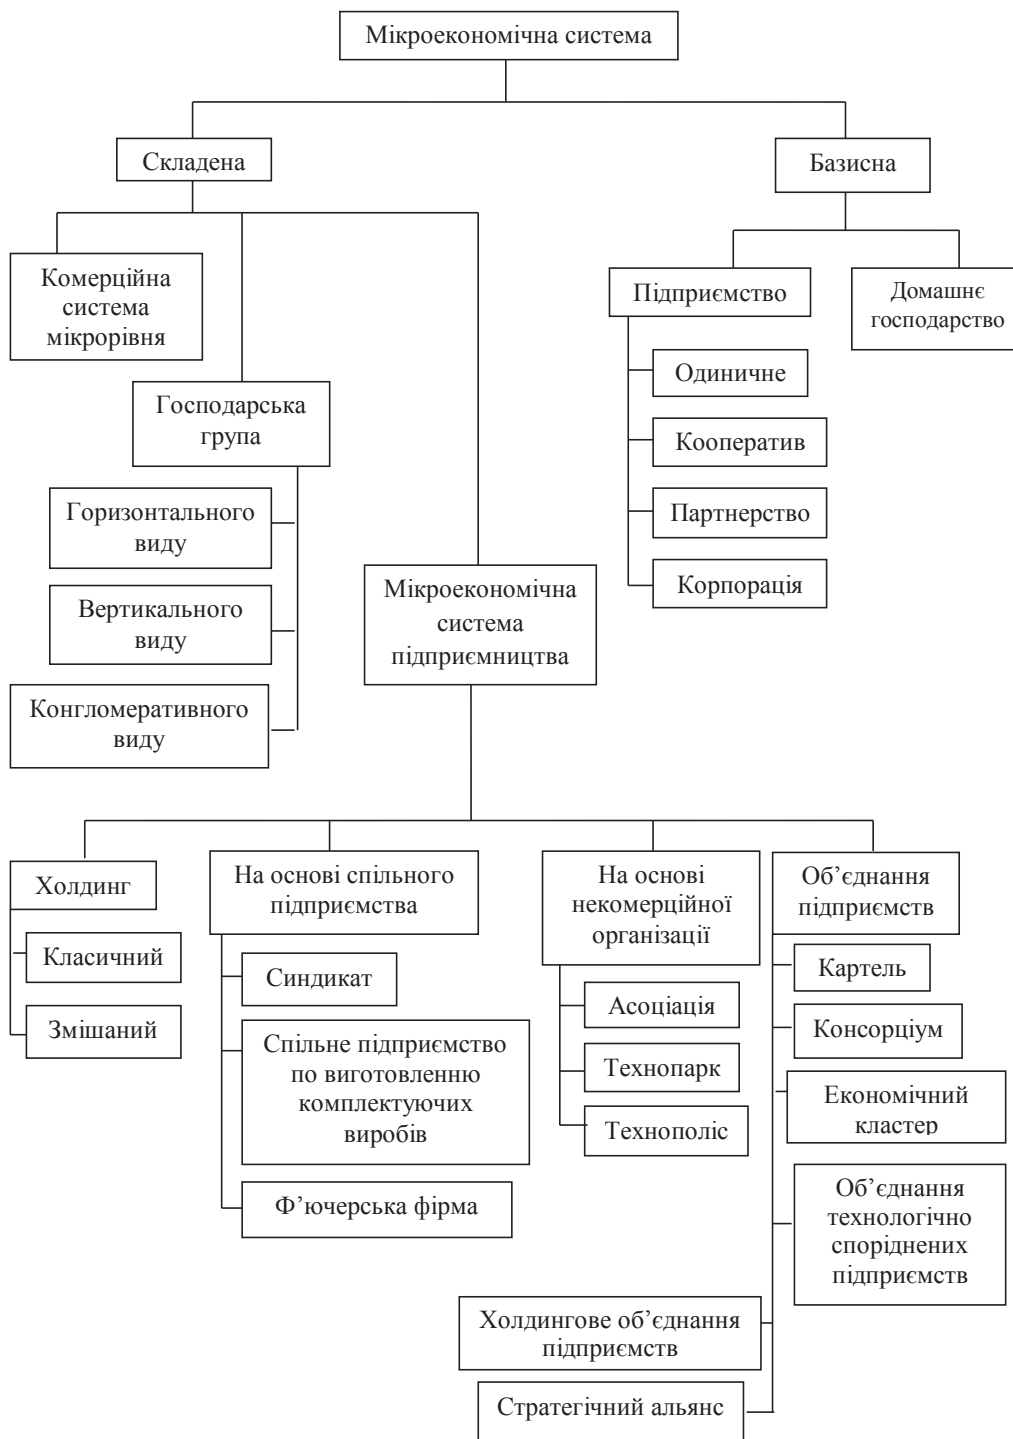 Мікроекономічна система
Складена
Базисна
Комерційна
система
мікрорівня
Підприємство
Домашнє
господарство
Одиничне
Господарська
група
Кооператив
Горизонтального
виду
Партнерство
Вертикального
виду
Мікроекономічна
система
підприємництва
Корпорація
Конгломеративного
виду
Холдинг
На основі спільного
підприємства
На основі
некомерційної
організації
Об’єднання
підприємств
Класичний
Змішаний
Синдикат
Спільне підприємство
по виготовленню
комплектуючих
виробів
Ф’ючерська фірма
Асоціація
Технопарк
Технополіс
Картель
Консорціум
Економічний
кластер
Об’єднання
технологічно
споріднених
підприємств
Холдингове об’єднання
підприємств
Стратегічний альянс